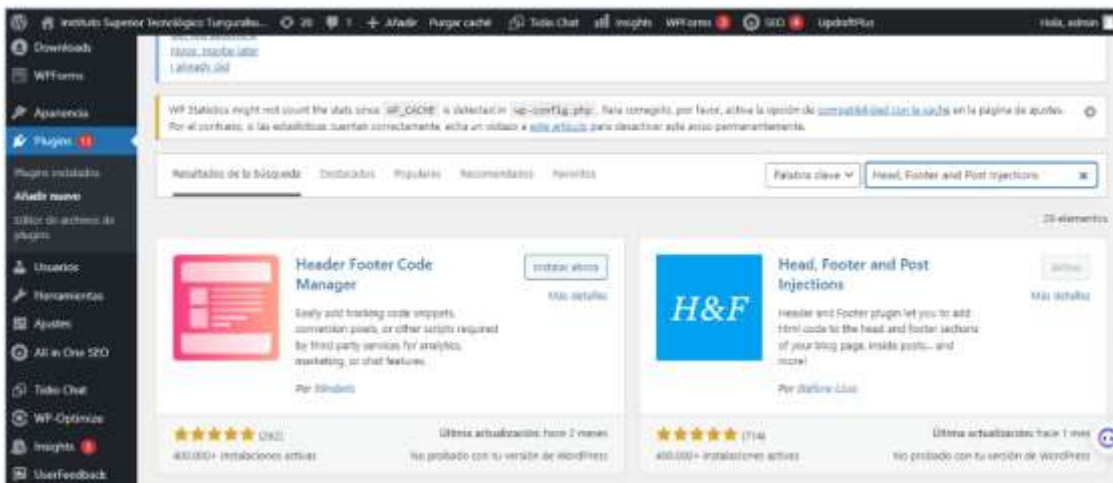 Instituto Superior Tecnológico Tungurahu... 20 1 + Añadir Purgar caché Tidio Chat Insights WPForms SEO UpdraftPlus Hola, admin
Downloads
WPForms
Apariencia
Plugins
Plugins instalados
Añadir nuevo
Editor de archivos de
plugins
Usuarios
Herramientas
Ajustes
All in One SEO
Tidio Chat
WP-Optimize
Insights
UserFeedback
Nope, maybe later
I already did
WP Statistics might not count the stats since WP_CACHE is detected in wp-config.php. Para corregirlo, por favor, activa la opción de compatibilidad con la caché en la página de ajustes.
Por el contrario, si las estadísticas cuentan correctamente, echa un vistazo a este artículo para desactivar este aviso permanentemente.
Resultados de la búsqueda Destacados Populares Recomendados Favoritos Palabra clave Head, Footer and Post Injections
elementos
Header Footer Code
Manager
Instalar ahora
Más detalles
Easily add tracking code snippets,
conversion pixels, or other scripts required
by third party services for analytics,
marketing, or chat features.
Por
Última actualización: hace 2 meses
400.000+ instalaciones activas
No probado con tu versión de WordPress
H&F
Head, Footer and Post
Injections
Activo
Más detalles
Header and Footer plugin let you to add
html code to the head and footer sections
of your blog page, inside posts... and
more!
Por Stefano Lissa
Última actualización: hace 1 mes
instalaciones activas
No probado con tu versión de WordPress